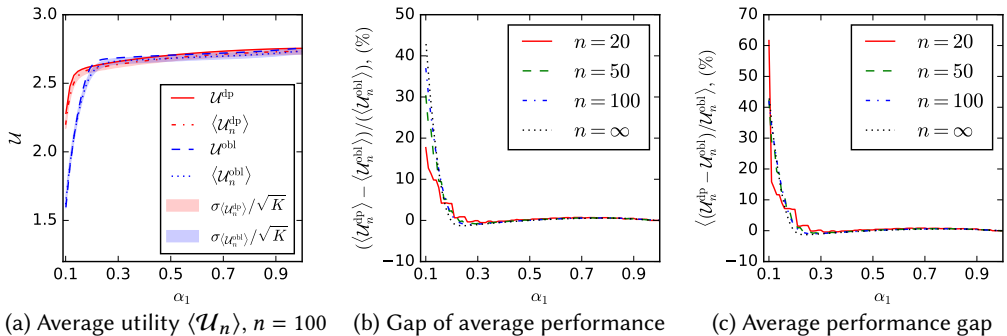 3.0
2.5
2.0
1.5
0.1 0.3 0.5 0.7 0.9
𝒰
α₁
𝒰^dp
⟨𝒰_n^dp⟩
𝒰^obl
⟨𝒰_n^obl⟩
σ_⟨𝒰_n^dp⟩/√K
σ_⟨𝒰_n^obl⟩/√K
(a) Average utility ⟨𝒰_n⟩, n = 100
50
40
30
20
10
0
−10
0.1 0.3 0.5 0.7 0.9
(⟨𝒰_n^dp⟩ − ⟨𝒰_n^obl⟩)/(⟨𝒰_n^obl⟩), (%)
α₁
n = 20
n = 50
n = 100
n = ∞
(b) Gap of average performance
70
60
50
40
30
20
10
0
−10
0.1 0.3 0.5 0.7 0.9
⟨(𝒰_n^dp − 𝒰_n^obl)/𝒰_n^obl⟩, (%)
α₁
n = 20
n = 50
n = 100
n = ∞
(c) Average performance gap